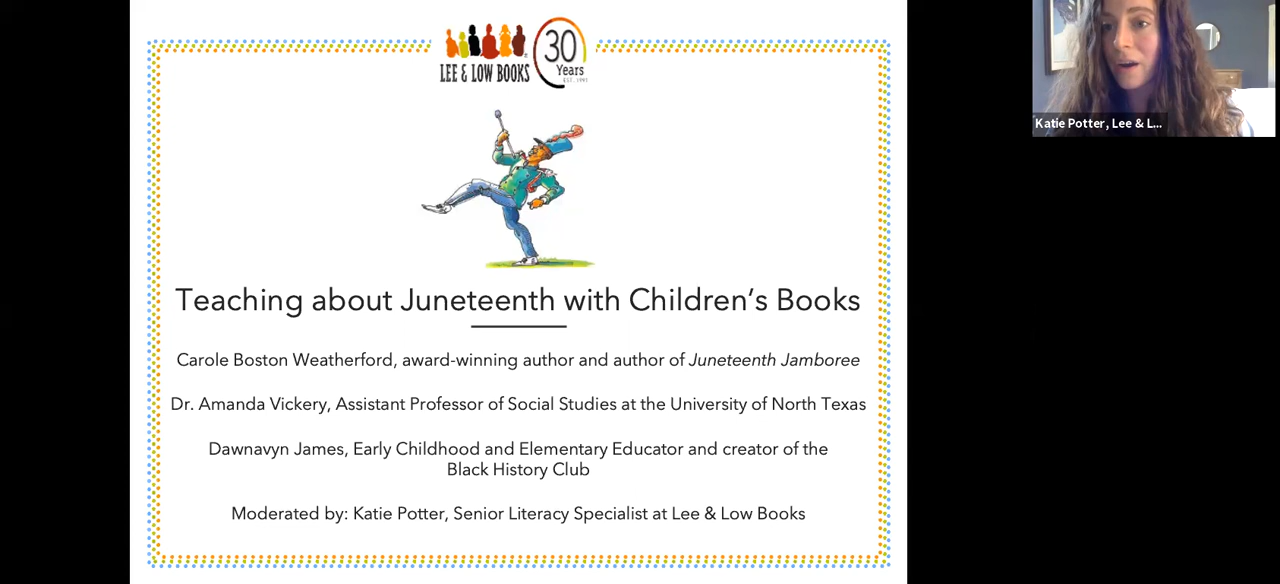 LEE & LOW BOOKS
30
Years
EST. 1991
Teaching about Juneteenth with Children's Books
Carole Boston Weatherford, award-winning author and author of Juneteenth Jamboree
Dr. Amanda Vickery, Assistant Professor of Social Studies at the University of North Texas
Dawnavyn James, Early Childhood and Elementary Educator and creator of the
Black History Club
Moderated by: Katie Potter, Senior Literacy Specialist at Lee & Low Books
Katie Potter, Lee & L...